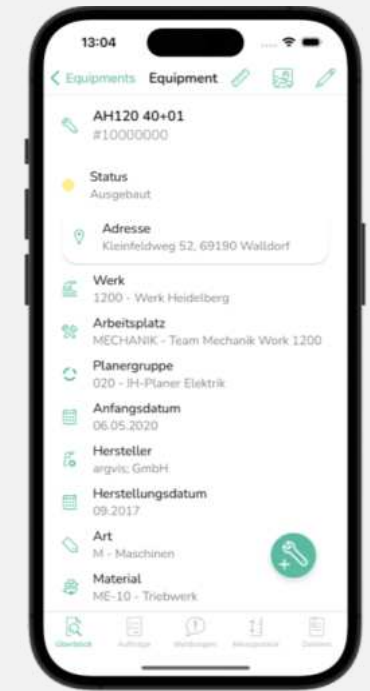 13:04
Equipments Equipment
AH120 40+01
#10000000
Status
Ausgebaut
Adresse
Kleinfeldweg 52, 69190 Walldorf
Werk
1200 - Werk Heidelberg
Arbeitsplatz
MECHANIK - Team Mechanik Work 1200
Planergruppe
020 - IH-Planer Elektrik
Anfangsdatum
06.05.2020
Hersteller
argvis; GmbH
Herstellungsdatum
09.2017
Art
M - Maschinen
Material
ME-10 - Triebwerk
Überblick Aufträge Meldungen